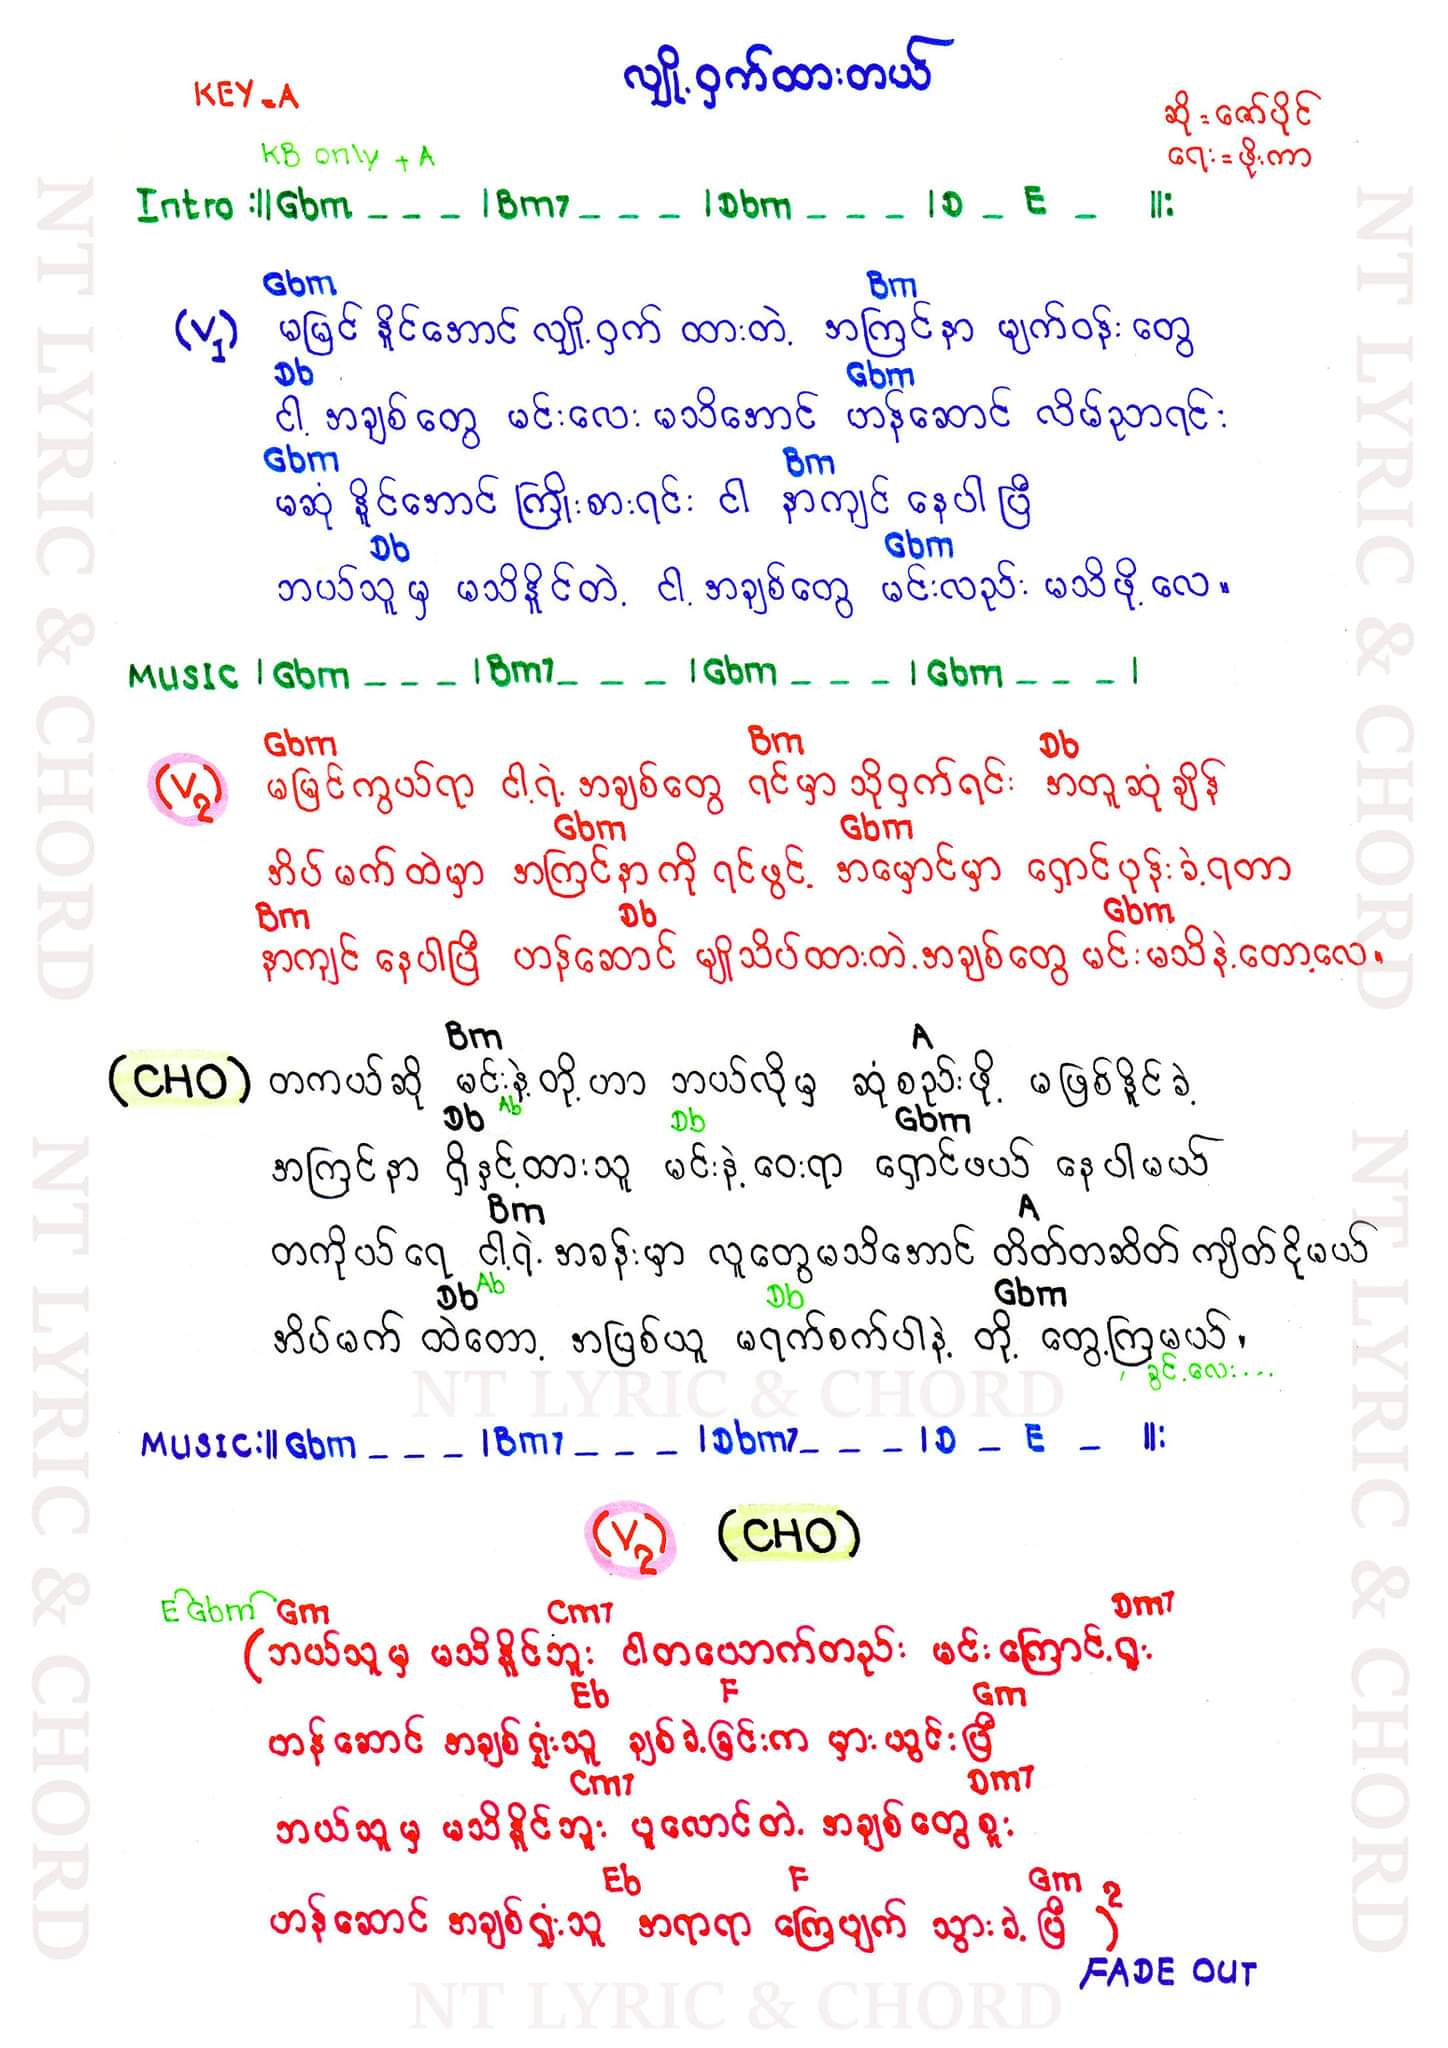 လျှို့ဝှက်ထားတယ်
KEY = A
ဆို = ဇော်ပိုင်
ရေး = ဖိုးကာ
KB only + A
Intro :|| Gbm _ _ _ | Bm7 _ _ _ | Dbm _ _ _ | D _ E _ ||:
Gbm Bm
(V1) မမြင်နိူင်အောင် လျှို့ဝှက် ထားတဲ့ အကြင်နာ မျက်ဝန်းတွေ
Db Gbm
ငါ့ အချစ်တွေ မင်းလေး မသိအောင် ဟန်ဆောင် လိမ်ညာရင်း
Gbm Bm
မဆုံ နိူင်အောင် ကြိုးစားရင်း ငါ နာကျင် နေပါပြီ
Db Gbm
ဘယ်သူမှ မသိနိူင်တဲ့ ငါ့ အချစ်တွေ မင်းလည်း မသိဖို့ လေ။
MUSIC | Gbm _ _ _ | Bm7 _ _ _ | Gbm _ _ _ | Gbm _ _ _ |
Gbm Bm Db
(V2) မမြင်ကွယ်ရာ ငါ့ရဲ့ အချစ်တွေ ရင်မှာ သိုဝှက်ရင်း အတူဆုံချိန်
Gbm Gbm
အိပ်မက်ထဲမှာ အကြင်နာကို ရင်ဖွင့် အမှောင်မှာ ရှောင်ပုန်းခဲ့ရတာ
Bm Db Gbm
နာကျင် နေပါပြီ ဟန်ဆောင် မျိုသိပ်ထားတဲ့ အချစ်တွေ မင်းမသိနဲ့တော့လေ။
Bm A
(CHO) တကယ်ဆို မင်းနဲ့တို့ဟာ ဘယ်လိုမှ ဆုံစည်းဖို့ မဖြစ်နိူင်ခဲ့
Db Ab Db Gbm
အကြင်နာ ရှိနှင့်ထားသူ မင်းနဲ့ ဝေးရာ ရှောင်ဖယ် နေပါမယ်
Bm A
တကိုယ်ရေ ငါ့ရဲ့ အခန်းမှာ လူတွေမသိအောင် တိတ်တဆိတ် ကျိတ်ငိုမယ်
Db Ab Db Gbm
အိပ်မက် ထဲတော့ အဖြစ်ယူ မရက်စက်ပါနဲ့ တို့ တွေ့ကြမယ်၊
ခွင့်လေး....
MUSIC :|| Gbm _ _ _ | Bm7 _ _ _ | Dbm7 _ _ _ | D _ E _ ||:
(V2) (CHO)
E Gbm Gm Cm7 Dm7
(ဘယ်သူမှ မသိနိူင်ဘူး ငါတယောက်တည်း မင်းကြောင့်ရူး
Eb F Gm
ဟန်ဆောင် အချစ်ရှုံးသူ ချစ်ခဲ့ခြင်းက မှားယွင်းပြီ
Cm7 Dm7
ဘယ်သူမှ မသိနိူင်ဘူး ပူလောင်တဲ့ အချစ်တွေစူး
Eb F Gm
ဟန်ဆောင် အချစ်ရှုံးသူ အရာရာ ကြေပျက် သွားခဲ့ပြီ )2
FADE OUT
NT LYRIC & CHORD
NT LYRIC & CHORD
NT LYRIC & CHORD
NT LYRIC & CHORD
NT LYRIC & CHORD
NT LYRIC & CHORD